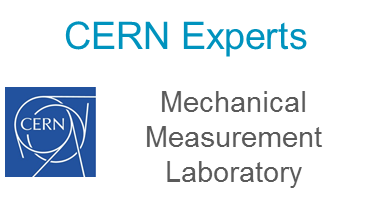 CERN Experts
CERN
Mechanical
Measurement
Laboratory